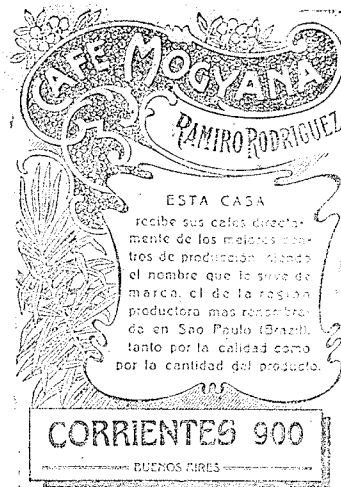 CAFE MOGYANA
RAMIRO RODRIGUEZ
ESTA CASA
recibe sus cafes directa-
mente de los mejores cen-
tros de producción siendo
el nombre que le sirve de
marca, el de la región
productora mas renombra-
da en Sao Paulo (Brazil),
tanto por la calidad como
por la cantidad del producto.
CORRIENTES 900
BUENOS AIRES